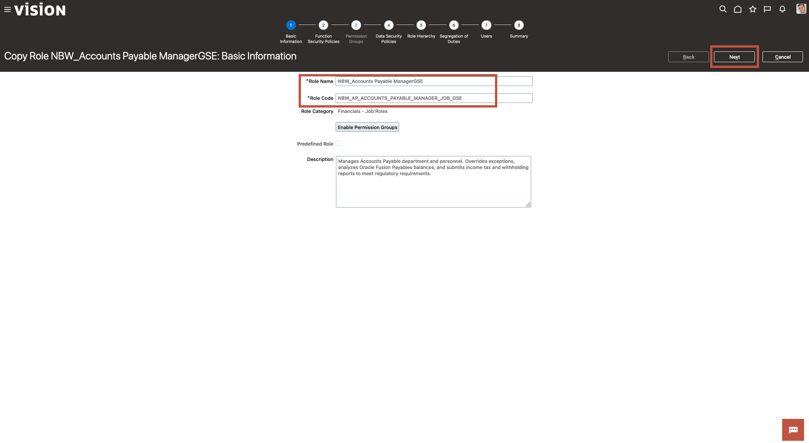 VISION
1 2 3 4 5 6 7 8
Basic Information
Function Security Policies
Permission Groups
Data Security Policies
Role Hierarchy
Segregation of Duties
Users
Summary
Copy Role NBW_Accounts Payable ManagerGSE: Basic Information
Back
Next
Cancel
*Role Name NBW_Accounts Payable ManagerGSE
*Role Code NBW_AP_ACCOUNTS_PAYABLE_MANAGER_JOB_GSE
Role Category Financials - Job Roles
Enable Permission Groups
Predefined Role
Description Manages Accounts Payable department and personnel. Overrides exceptions,
analyzes Oracle Fusion Payables balances, and submits income tax and withholding
reports to meet regulatory requirements.